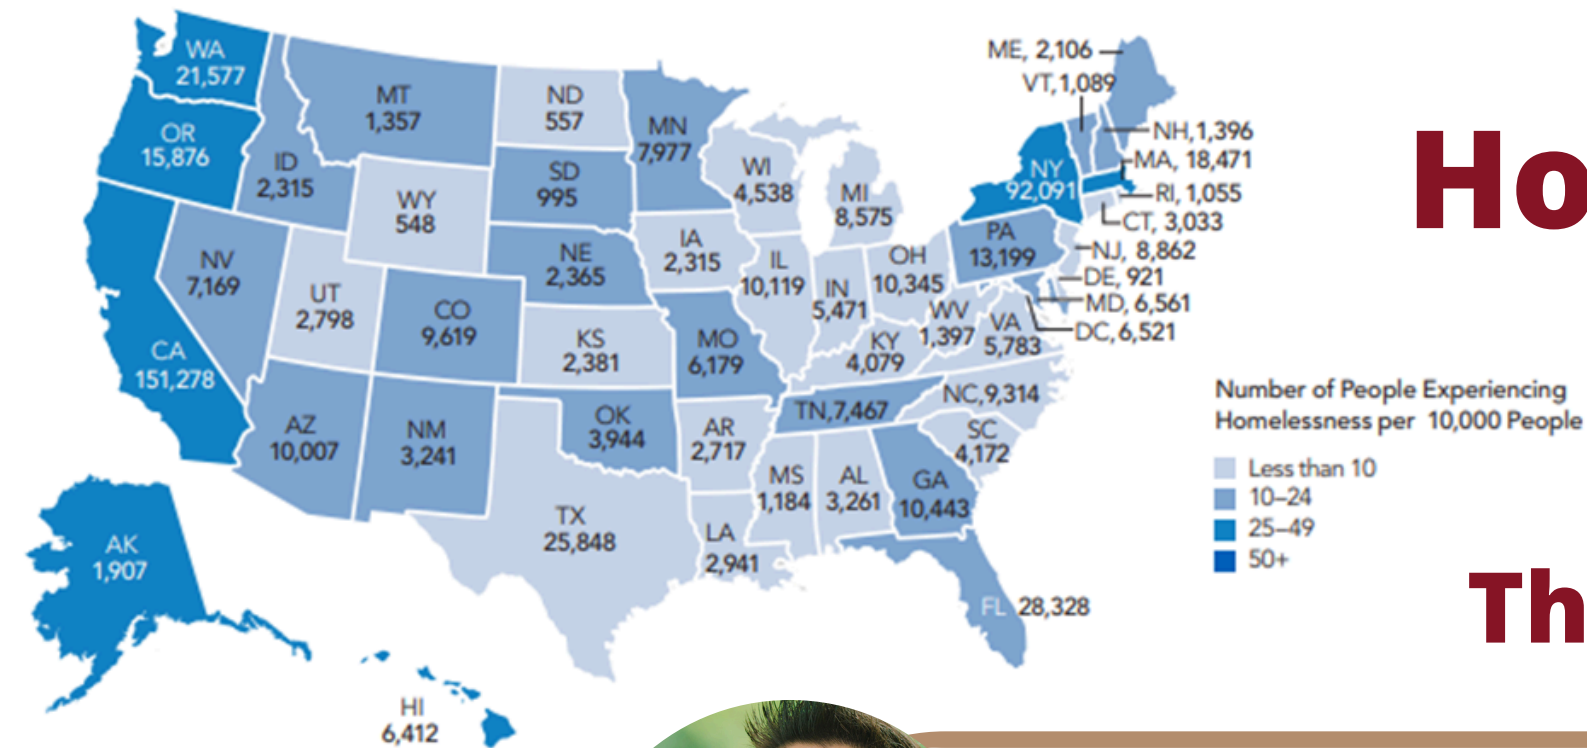 WA
21,577
OR
15,876
ID
2,315
MT
1,357
ND
557
MN
7,977
SD
995
WY
548
WI
4,538
MI
8,575
NV
7,169
UT
2,798
CO
9,619
NE
2,365
IA
2,315
IL
10,119
IN
5,471
OH
10,345
PA
13,199
NY
92,091
ME, 2,106
VT, 1,089
NH, 1,396
MA, 18,471
RI, 1,055
CT, 3,033
NJ, 8,862
DE, 921
MD, 6,561
DC, 6,521
WV
1,397
VA
5,783
KY
4,079
KS
2,381
MO
6,179
CA
151,278
AZ
10,007
NM
3,241
OK
3,944
AR
2,717
TN, 7,467
NC, 9,314
SC
4,172
MS
1,184
AL
3,261
GA
10,443
TX
25,848
LA
2,941
FL 28,328
AK
1,907
HI
6,412
Number of People Experiencing
Homelessness per 10,000 People
Less than 10
10–24
25–49
50+
Ho
Th